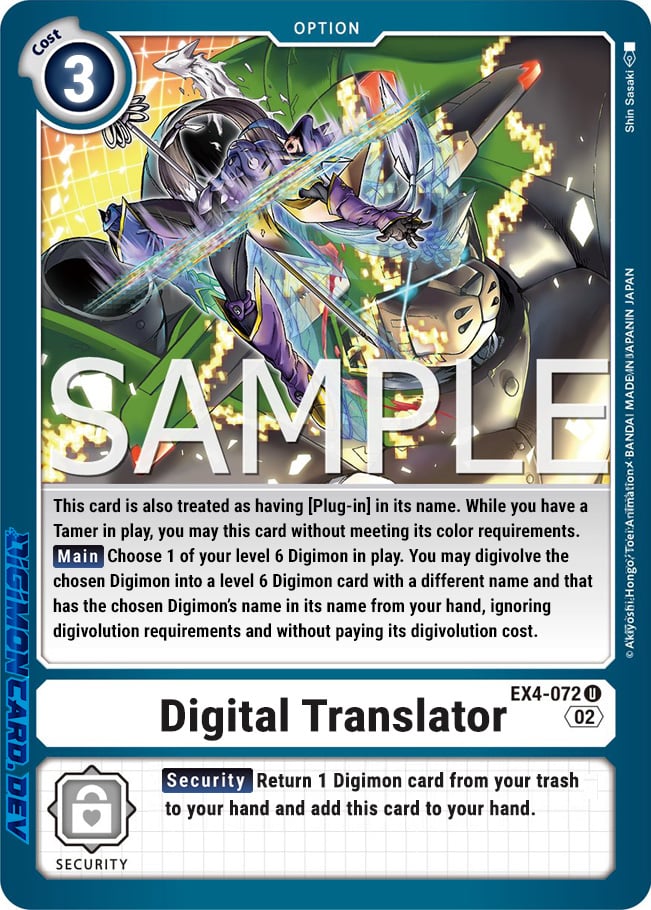 OPTION
Cost
3
Shin Sasaki
SAMPLE
This card is also treated as having [Plug-in] in its name. While you have a
Tamer in play, you may this card without meeting its color requirements.
Main Choose 1 of your level 6 Digimon in play. You may digivolve the
chosen Digimon into a level 6 Digimon card with a different name and that
has the chosen Digimon's name in its name from your hand, ignoring
digivolution requirements and without paying its digivolution cost.
© Akiyoshi Hongo, Toei Animation • BANDAI MADE IN JAPANIN JAPAN
DIGIMON CARD.DEV
EX4-072 U
Digital Translator
02
Security Return 1 Digimon card from your trash
to your hand and add this card to your hand.
SECURITY